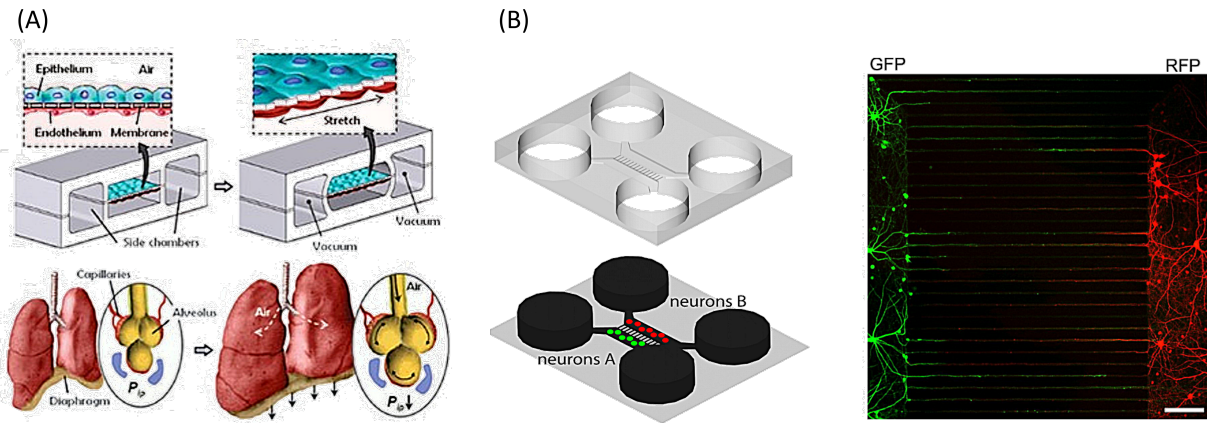 (A)
Epithelium
Air
Endothelium
Membrane
Side chambers
Stretch
Vacuum
Vacuum
Capillaries
Alveolus
Pip
Diaphragm
Air
Air
Pip
(B)
neurons B
neurons A
GFP
RFP